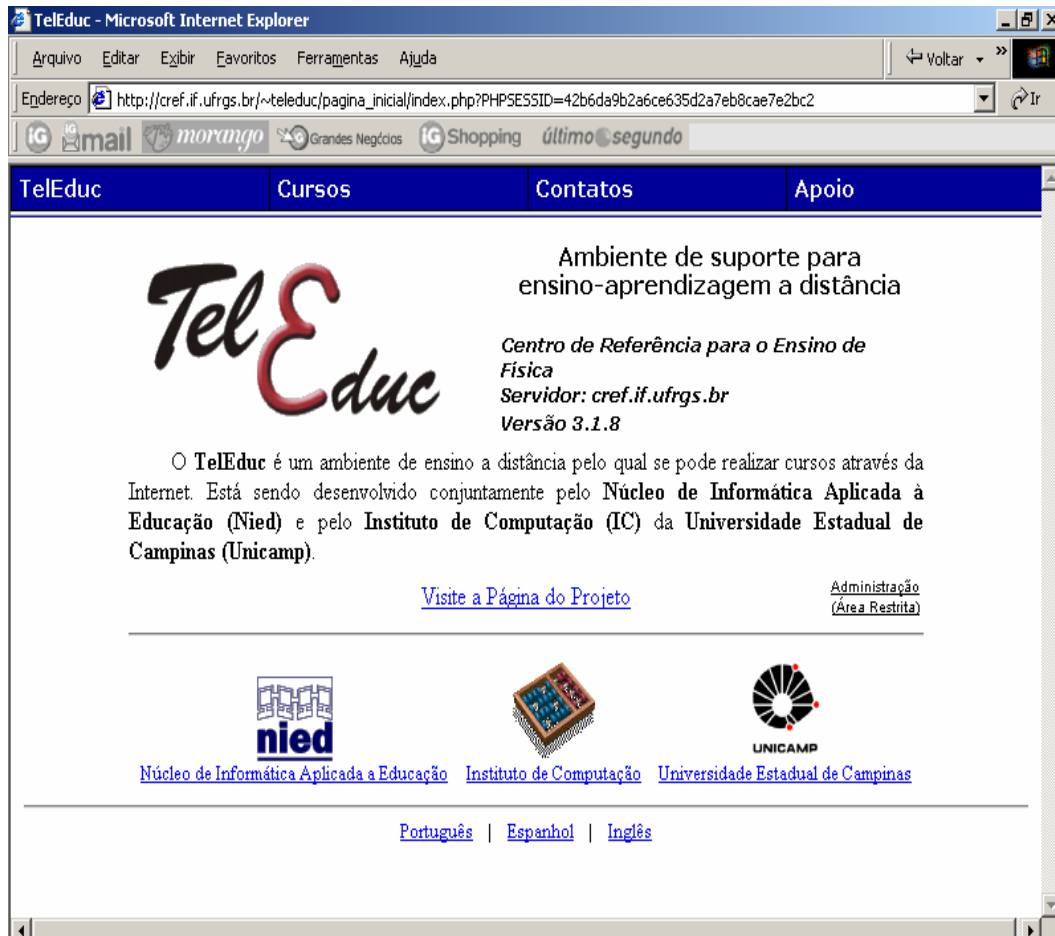 TelEduc - Microsoft Internet Explorer
Arquivo Editar Exibir Favoritos Ferramentas Ajuda Voltar »
Endereço http://cref.if.ufrgs.br/~teleduc/pagina_inicial/index.php?PHPSESSID=42b6da9b2a6ce635d2a7eb8cae7e2bc2 Ir
iG iG mail morango Grandes Negócios iG Shopping último segundo
TelEduc Cursos Contatos Apoio
TelEduc
Ambiente de suporte para
ensino-aprendizagem a distância
Centro de Referência para o Ensino de
Física
Servidor: cref.if.ufrgs.br
Versão 3.1.8
O TelEduc é um ambiente de ensino a distância pelo qual se pode realizar cursos através da
Internet. Está sendo desenvolvido conjuntamente pelo Núcleo de Informática Aplicada à
Educação (Nied) e pelo Instituto de Computação (IC) da Universidade Estadual de
Campinas (Unicamp).
Visite a Página do Projeto
Administração
(Área Restrita)
nied
UNICAMP
Núcleo de Informática Aplicada a Educação Instituto de Computação Universidade Estadual de Campinas
Português | Espanhol | Inglês